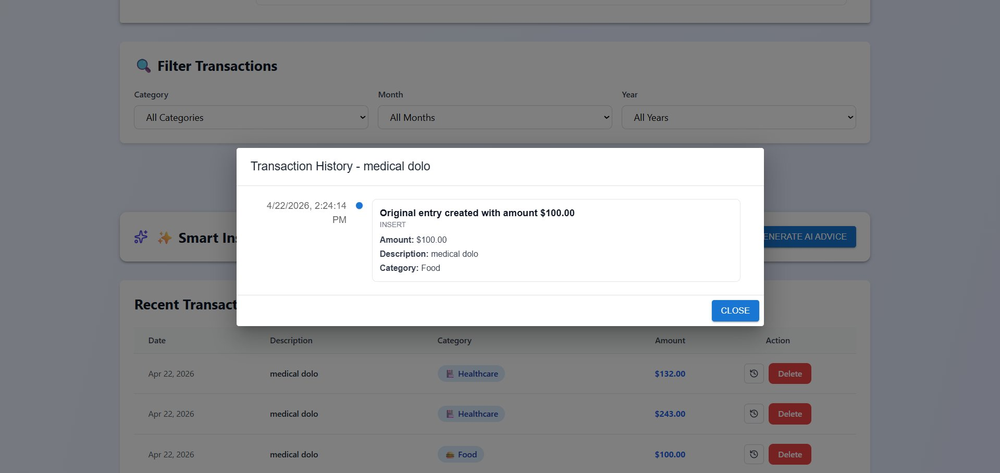 Filter Transactions
Category
Month
Year
All Categories
All Months
All Years
Transaction History - medical dolo
4/22/2026, 2:24:14
PM
Original entry created with amount $100.00
INSERT
Amount: $100.00
Description: medical dolo
Category: Food
CLOSE
Smart Ins
ENERATE AI ADVICE
Recent Transact
Date Description Category Amount Action
Apr 22, 2026 medical dolo Healthcare $132.00 Delete
Apr 22, 2026 medical dolo Healthcare $243.00 Delete
Apr 22, 2026 medical dolo Food $100.00 Delete